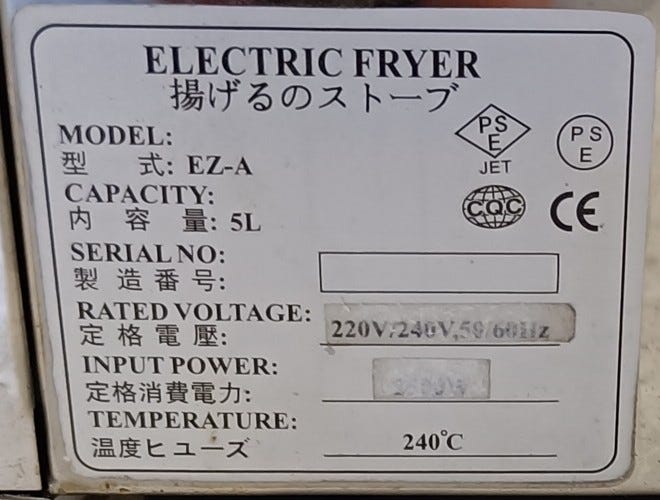 ELECTRIC FRYER
揚げるのストーブ
MODEL:
型 式: EZ-A
CAPACITY:
内 容 量: 5L
SERIAL NO:
製 造 番 号:
RATED VOLTAGE:
定 格 電 壓: 220V/240V,50/60Hz
INPUT POWER:
定格消費電力:
TEMPERATURE:
温度ヒユーズ 240℃
PS
E
JET
PS
E
CQC
CE